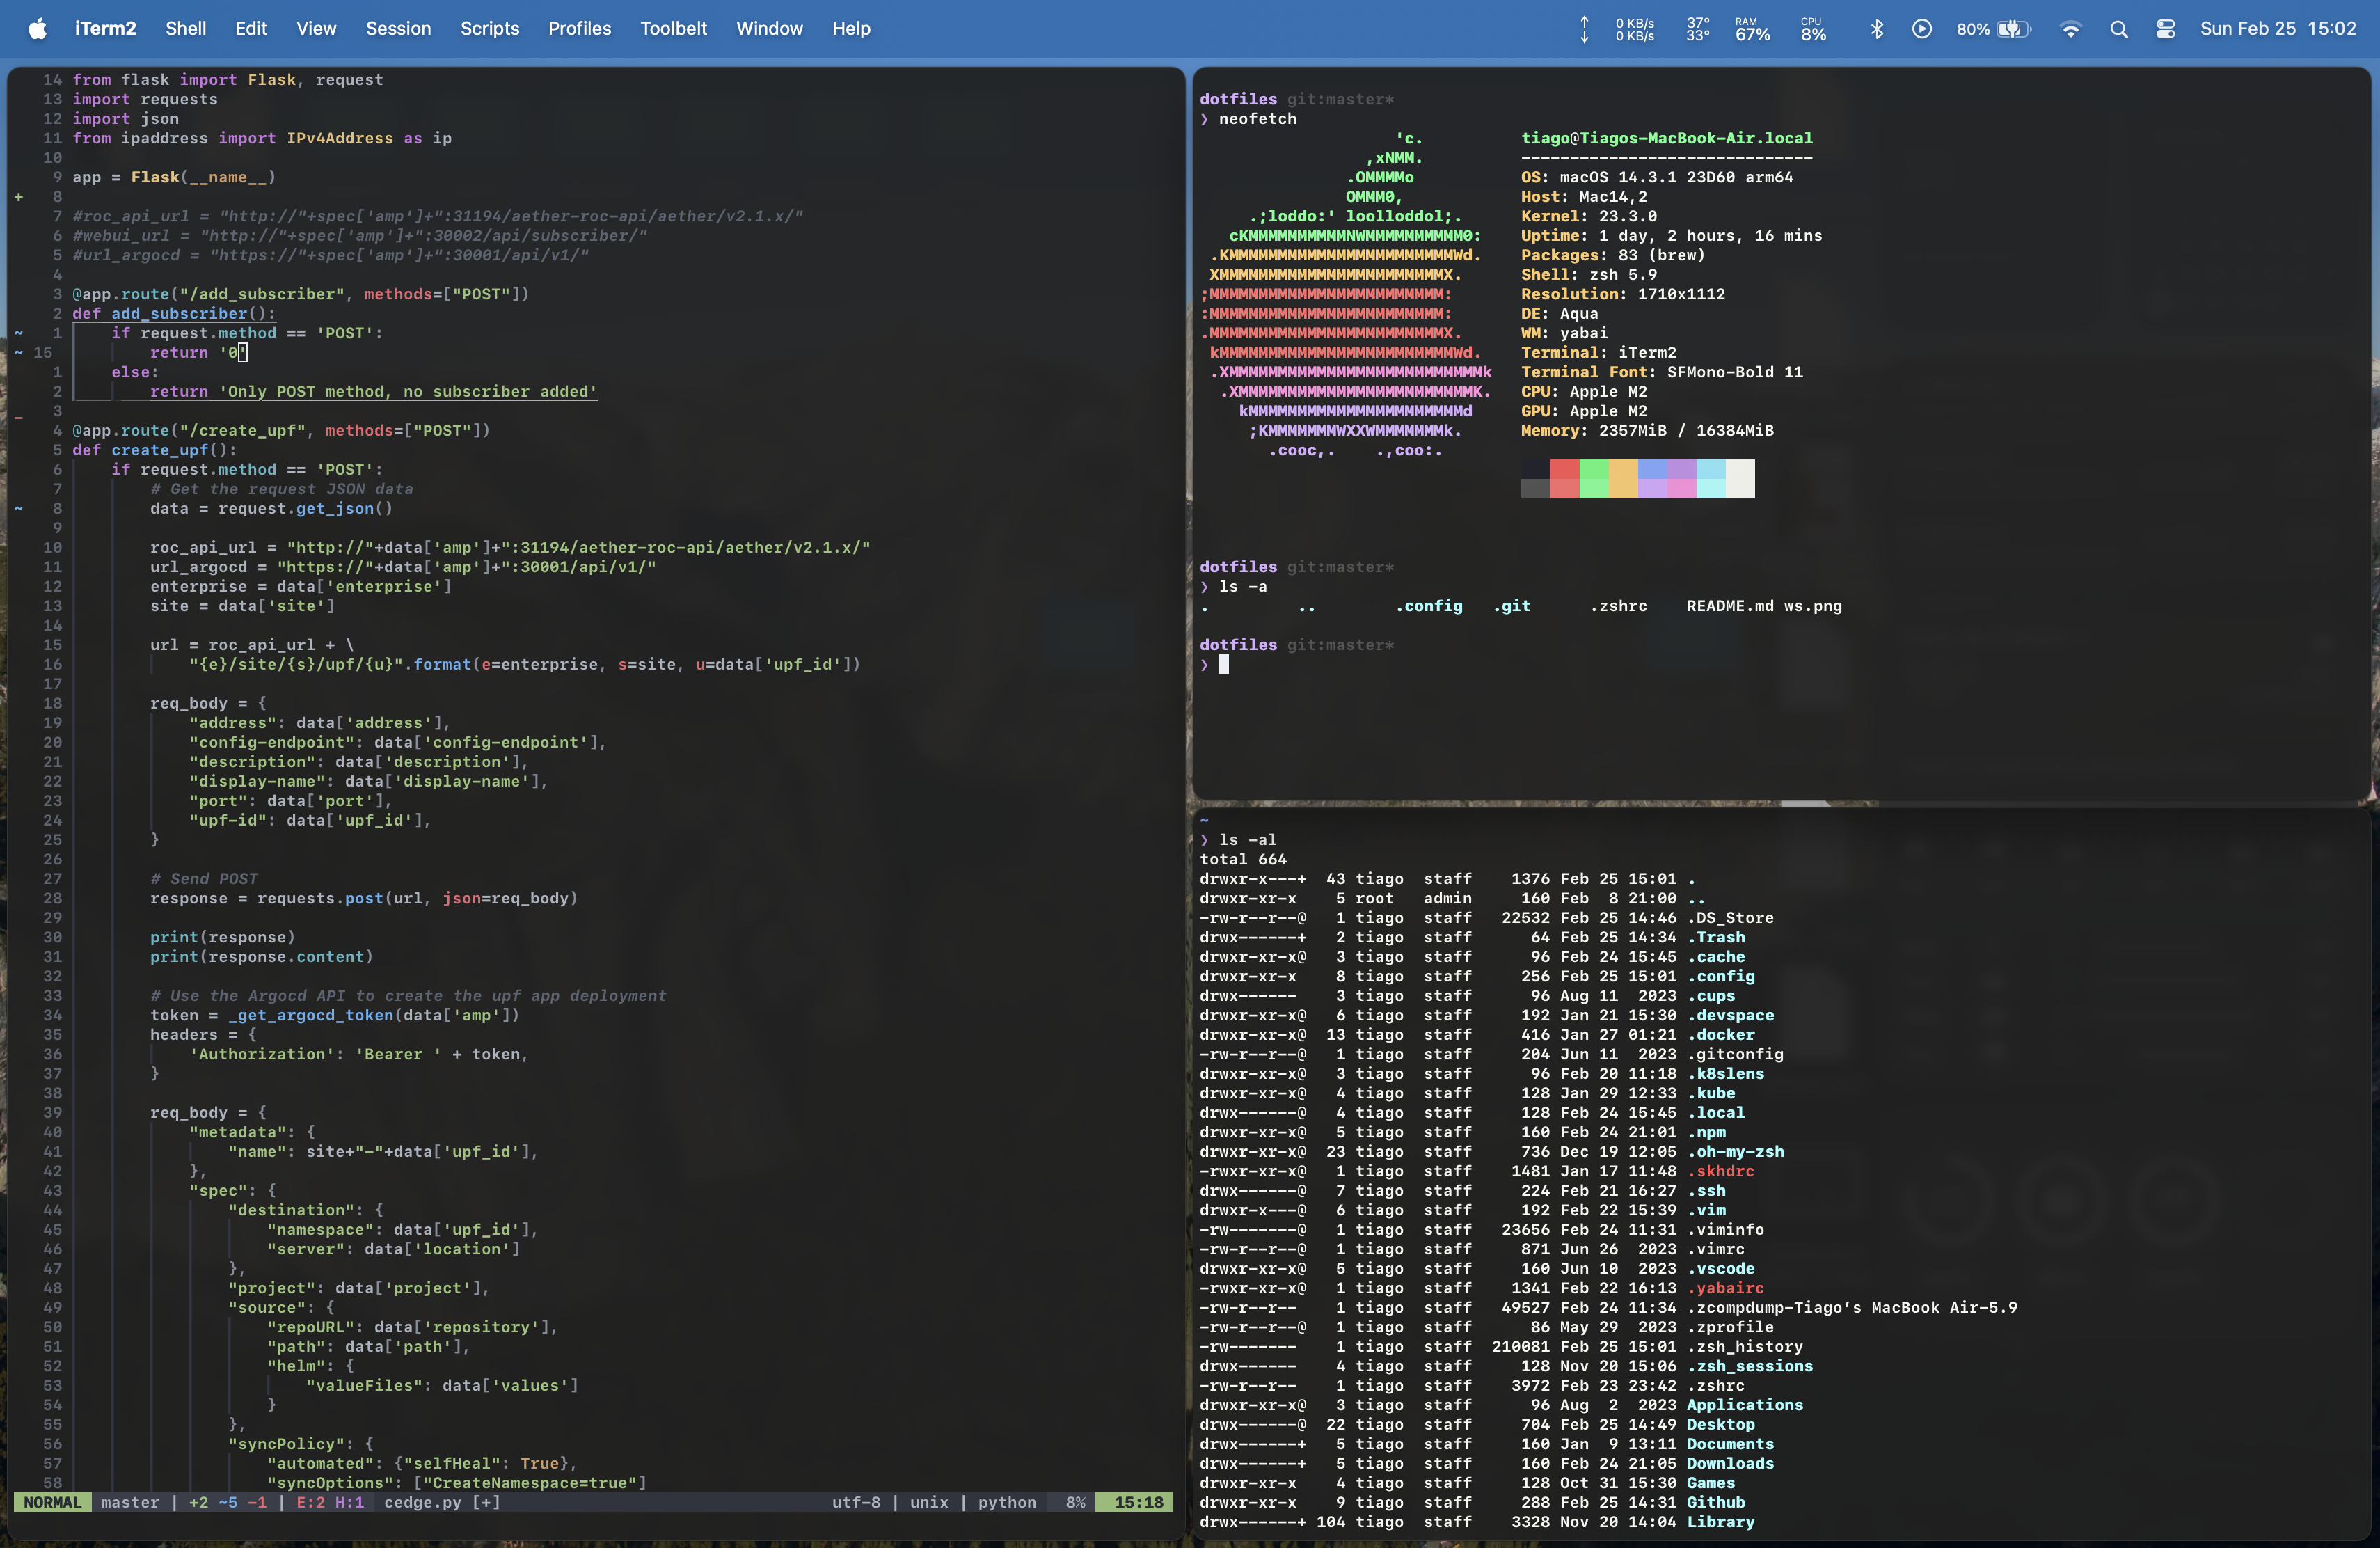 iTerm2 Shell Edit View Session Scripts Profiles Toolbelt Window Help 0 KB/s 0 KB/s 37° 33° RAM 67% CPU 8% 80% Sun Feb 25 15:02
14 from flask import Flask, request
13 import requests
12 import json
11 from ipaddress import IPv4Address as ip
10
9 app = Flask(__name__)
+ 8
7 #roc_api_url = "http://"+spec['amp']+":31194/aether-roc-api/aether/v2.1.x/"
6 #webui_url = "http://"+spec['amp']+":30002/api/subscriber/"
5 #url_argocd = "https://"+spec['amp']+":30001/api/v1/"
4
3 @app.route("/add_subscriber", methods=["POST"])
2 def add_subscriber():
~ 1     if request.method == 'POST':
~ 15         return '0'
1     else:
2         return 'Only POST method, no subscriber added'
_ 3
4 @app.route("/create_upf", methods=["POST"])
5 def create_upf():
6     if request.method == 'POST':
7         # Get the request JSON data
~ 8         data = request.get_json()
9
10         roc_api_url = "http://"+data['amp']+":31194/aether-roc-api/aether/v2.1.x/"
11         url_argocd = "https://"+data['amp']+":30001/api/v1/"
12         enterprise = data['enterprise']
13         site = data['site']
14
15         url = roc_api_url + \
16             "{e}/site/{s}/upf/{u}".format(e=enterprise, s=site, u=data['upf_id'])
17
18         req_body = {
19             "address": data['address'],
20             "config-endpoint": data['config-endpoint'],
21             "description": data['description'],
22             "display-name": data['display-name'],
23             "port": data['port'],
24             "upf-id": data['upf_id'],
25         }
26
27         # Send POST
28         response = requests.post(url, json=req_body)
29
30         print(response)
31         print(response.content)
32
33         # Use the Argocd API to create the upf app deployment
34         token = _get_argocd_token(data['amp'])
35         headers = {
36             'Authorization': 'Bearer ' + token,
37         }
38
39         req_body = {
40             "metadata": {
41                 "name": site+"-"+data['upf_id'],
42             },
43             "spec": {
44                 "destination": {
45                     "namespace": data['upf_id'],
46                     "server": data['location']
47                 },
48                 "project": data['project'],
49                 "source": {
50                     "repoURL": data['repository'],
51                     "path": data['path'],
52                     "helm": {
53                         "valueFiles": data['values']
54                     }
55                 },
56                 "syncPolicy": {
57                     "automated": {"selfHeal": True},
58                     "syncOptions": ["CreateNamespace=true"]
NORMAL master | +2 ~5 -1 | E:2 H:1 cedge.py [+] utf-8 | unix | python 8% 15:18
dotfiles git:master*
❯ neofetch
'c. tiago@Tiagos-MacBook-Air.local
,xNMM. ------------------------------
.OMMMMo OS: macOS 14.3.1 23D60 arm64
OMMM0, Host: Mac14,2
.;loddo:' loolloddol;. Kernel: 23.3.0
cKMMMMMMMMMMNWMMMMMMMMMM0: Uptime: 1 day, 2 hours, 16 mins
.KMMMMMMMMMMMMMMMMMMMMMMMWd. Packages: 83 (brew)
XMMMMMMMMMMMMMMMMMMMMMMMX. Shell: zsh 5.9
;MMMMMMMMMMMMMMMMMMMMMMMM: Resolution: 1710x1112
:MMMMMMMMMMMMMMMMMMMMMMMM: DE: Aqua
.MMMMMMMMMMMMMMMMMMMMMMMMX. WM: yabai
kMMMMMMMMMMMMMMMMMMMMMMMMWd. Terminal: iTerm2
.XMMMMMMMMMMMMMMMMMMMMMMMMMMk Terminal Font: SFMono-Bold 11
.XMMMMMMMMMMMMMMMMMMMMMMMMK. CPU: Apple M2
kMMMMMMMMMMMMMMMMMMMMMMd GPU: Apple M2
;KMMMMMMMWXXWMMMMMMMk. Memory: 2357MiB / 16384MiB
.cooc,. .,coo:.
dotfiles git:master*
❯ ls -a
. .. .config .git .zshrc README.md ws.png
dotfiles git:master*
❯
~
❯ ls -al
total 664
drwxr-x---+ 43 tiago staff 1376 Feb 25 15:01 .
drwxr-xr-x 5 root admin 160 Feb 8 21:00 ..
-rw-r--r--@ 1 tiago staff 22532 Feb 25 14:46 .DS_Store
drwx------+ 2 tiago staff 64 Feb 25 14:34 .Trash
drwxr-xr-x@ 3 tiago staff 96 Feb 24 15:45 .cache
drwxr-xr-x 8 tiago staff 256 Feb 25 15:01 .config
drwx------ 3 tiago staff 96 Aug 11 2023 .cups
drwxr-xr-x@ 6 tiago staff 192 Jan 21 15:30 .devspace
drwxr-xr-x@ 13 tiago staff 416 Jan 27 01:21 .docker
-rw-r--r--@ 1 tiago staff 204 Jun 11 2023 .gitconfig
drwxr-xr-x@ 3 tiago staff 96 Feb 20 11:18 .k8slens
drwxr-xr-x@ 4 tiago staff 128 Jan 29 12:33 .kube
drwx------@ 4 tiago staff 128 Feb 24 15:45 .local
drwxr-xr-x@ 5 tiago staff 160 Feb 24 21:01 .npm
drwxr-xr-x@ 23 tiago staff 736 Dec 19 12:05 .oh-my-zsh
-rwxr-xr-x@ 1 tiago staff 1481 Jan 17 11:48 .skhdrc
drwx------@ 7 tiago staff 224 Feb 21 16:27 .ssh
drwxr-x---@ 6 tiago staff 192 Feb 22 15:39 .vim
-rw-------@ 1 tiago staff 23656 Feb 24 11:31 .viminfo
-rw-r--r--@ 1 tiago staff 871 Jun 26 2023 .vimrc
drwxr-xr-x@ 5 tiago staff 160 Jun 10 2023 .vscode
-rwxr-xr-x@ 1 tiago staff 1341 Feb 22 16:13 .yabairc
-rw-r--r-- 1 tiago staff 49527 Feb 24 11:34 .zcompdump-Tiago’s MacBook Air-5.9
-rw-r--r--@ 1 tiago staff 86 May 29 2023 .zprofile
-rw------- 1 tiago staff 210081 Feb 25 15:01 .zsh_history
drwx------ 4 tiago staff 128 Nov 20 15:06 .zsh_sessions
-rw-r--r-- 1 tiago staff 3972 Feb 23 23:42 .zshrc
drwxr-xr-x@ 3 tiago staff 96 Aug 2 2023 Applications
drwx------@ 22 tiago staff 704 Feb 25 14:49 Desktop
drwx------+ 5 tiago staff 160 Jan 9 13:11 Documents
drwx------+ 5 tiago staff 160 Feb 24 21:05 Downloads
drwxr-xr-x 4 tiago staff 128 Oct 31 15:30 Games
drwxr-xr-x 9 tiago staff 288 Feb 25 14:31 Github
drwx------+ 104 tiago staff 3328 Nov 20 14:04 Library